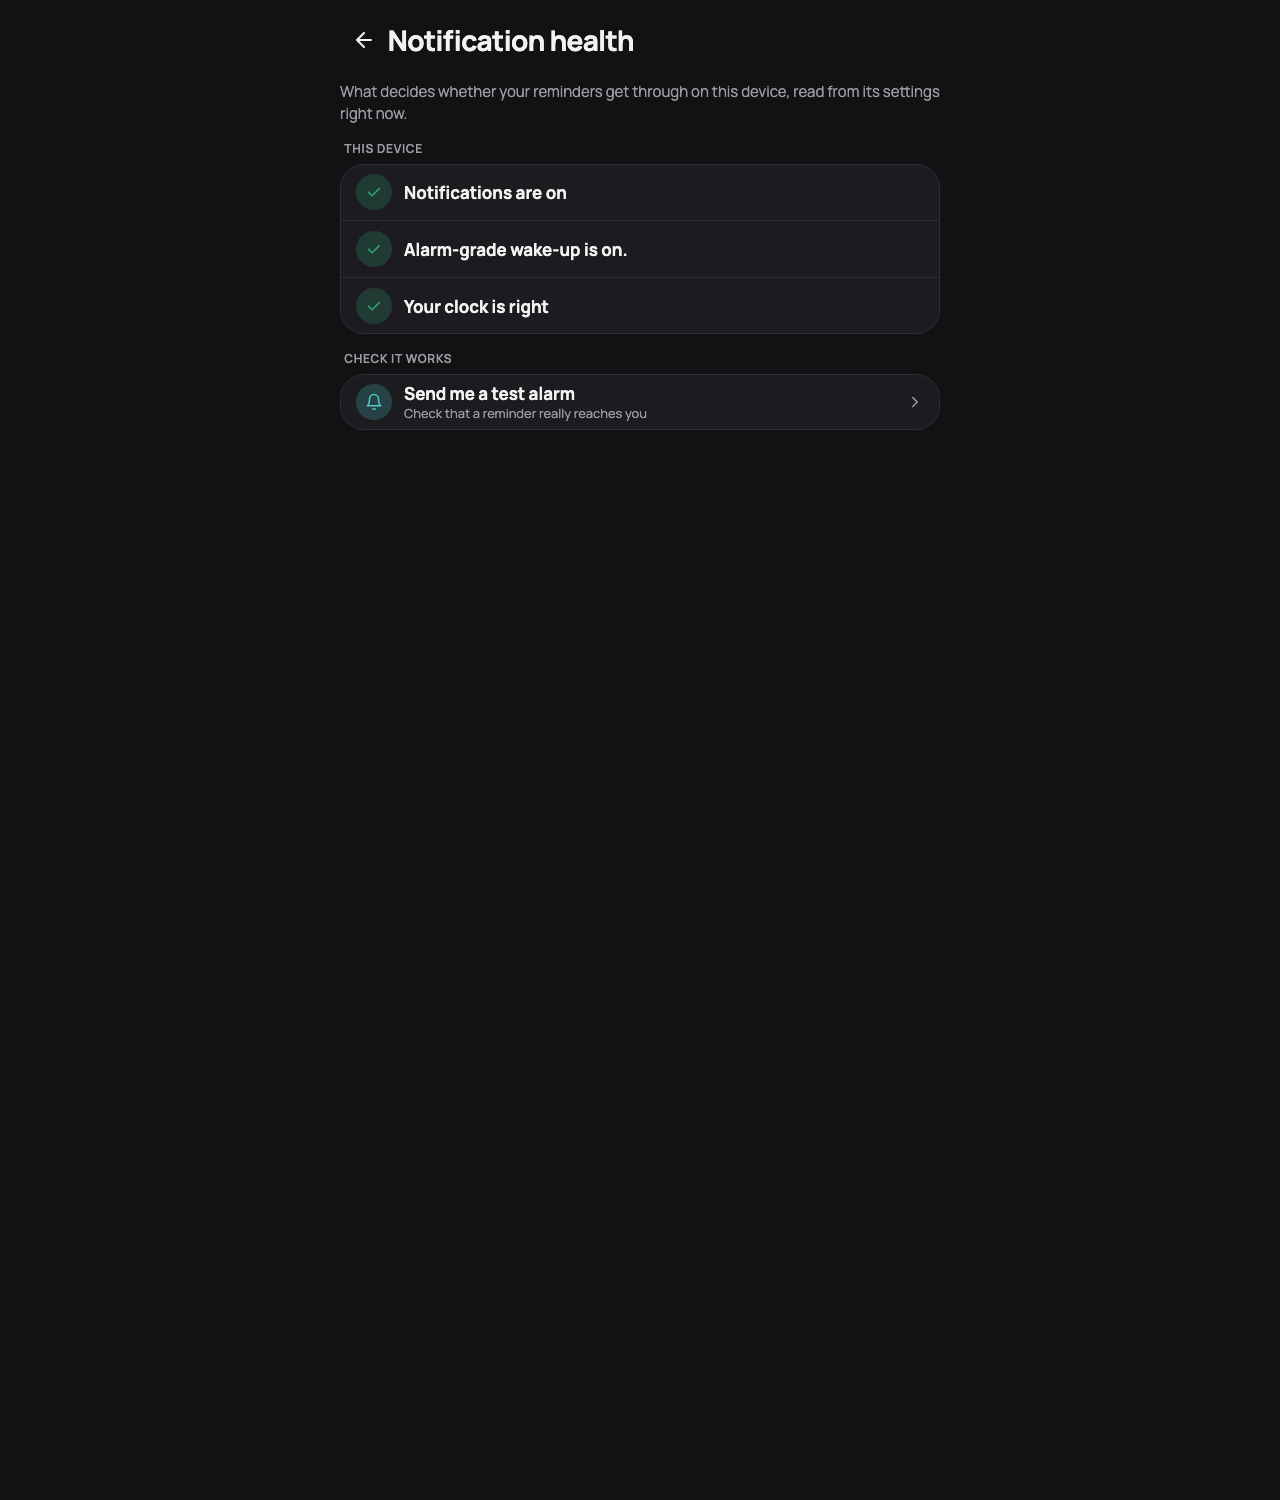 Notification health
What decides whether your reminders get through on this device, read from its settings
right now.
THIS DEVICE
Notifications are on
Alarm-grade wake-up is on.
Your clock is right
CHECK IT WORKS
Send me a test alarm
Check that a reminder really reaches you